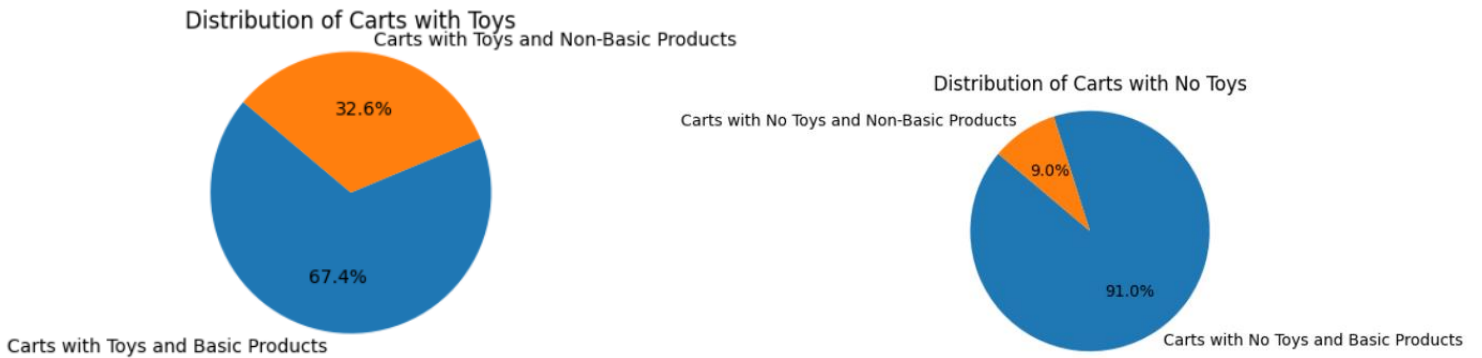 Distribution of Carts with Toys
Carts with Toys and Non-Basic Products
32.6%
67.4%
Carts with Toys and Basic Products
Distribution of Carts with No Toys
Carts with No Toys and Non-Basic Products
9.0%
91.0%
Carts with No Toys and Basic Products